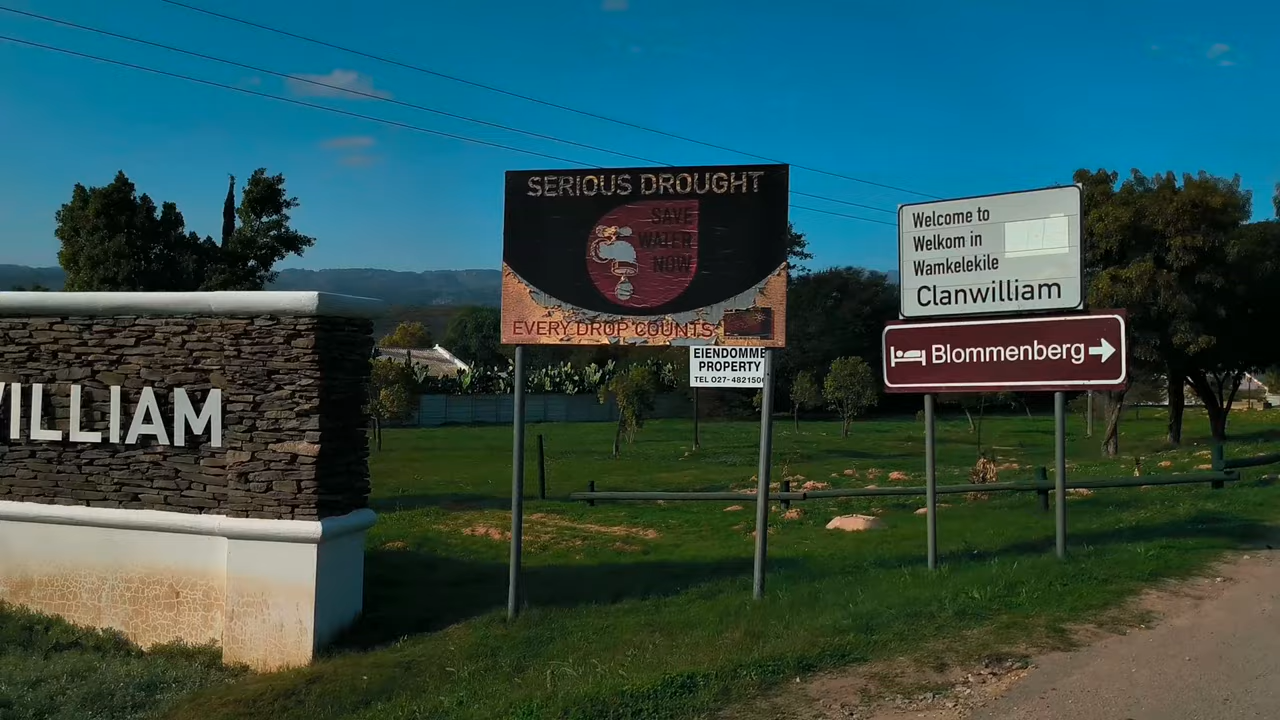 WILLIAM
SERIOUS DROUGHT
SAVE
WATER
NOW
EVERY DROP COUNTS
EIENDOMME
PROPERTY
TEL 027-4821500
Welcome to
Welkom in
Wamkelekile
Clanwilliam
Blommenberg